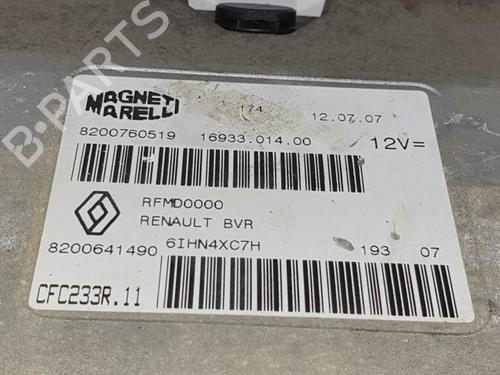 MAGNETI MARELLI
174 12.07.07
8200760519 16933.014.00 12V=
RFMD0000
RENAULT BVR
8200641490 6IHN4XC7H 193 07
CFC233R.11
B-PARTS